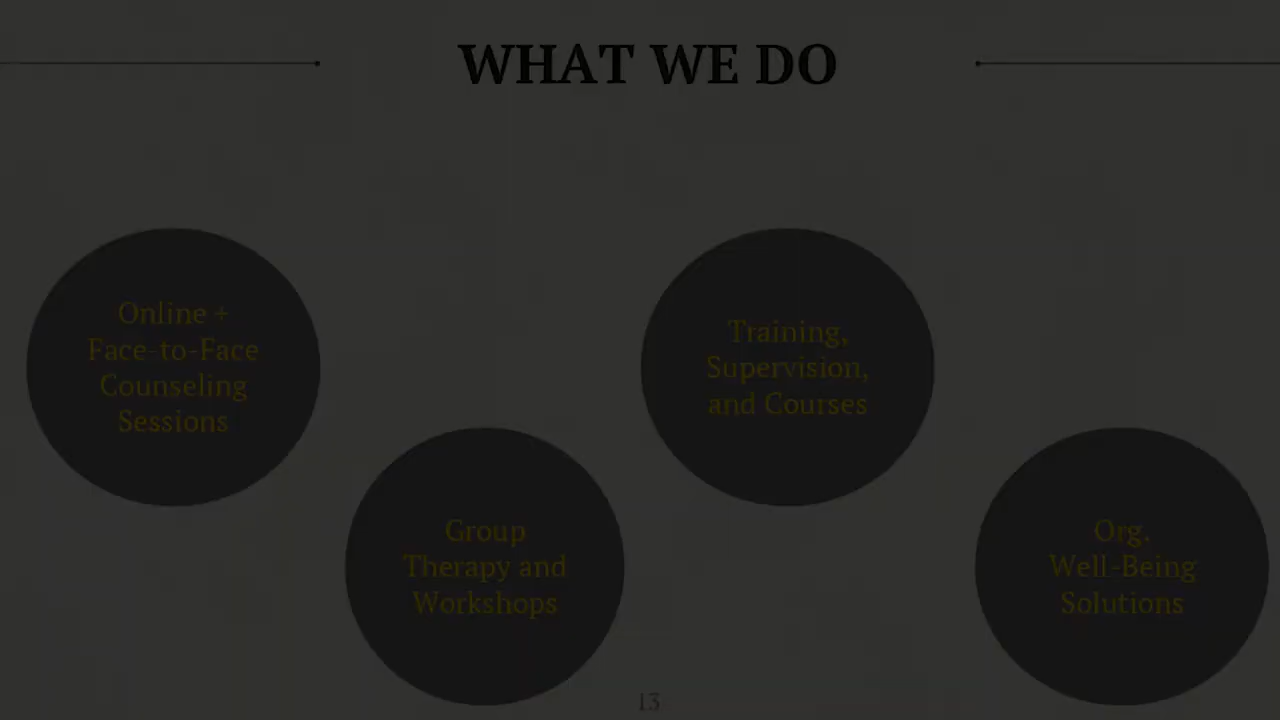 WHAT WE DO
Online +
Face-to-Face
Counseling
Sessions
Group
Therapy and
Workshops
Training,
Supervision,
and Courses
Org.
Well-Being
Solutions
13